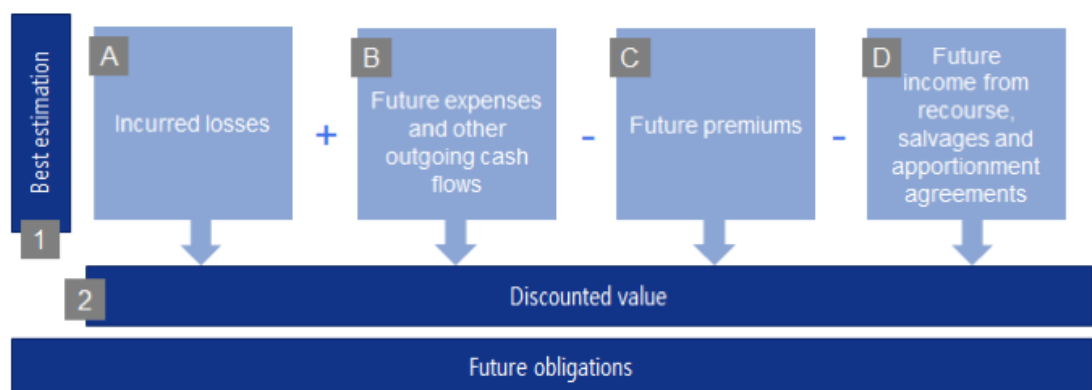 Best estimation
1
A
Incurred losses
+
B
Future expenses
and other
outgoing cash
flows
-
C
Future premiums
-
D
Future
income from
recourse,
salvages and
apportionment
agreements
2
Discounted value
Future obligations